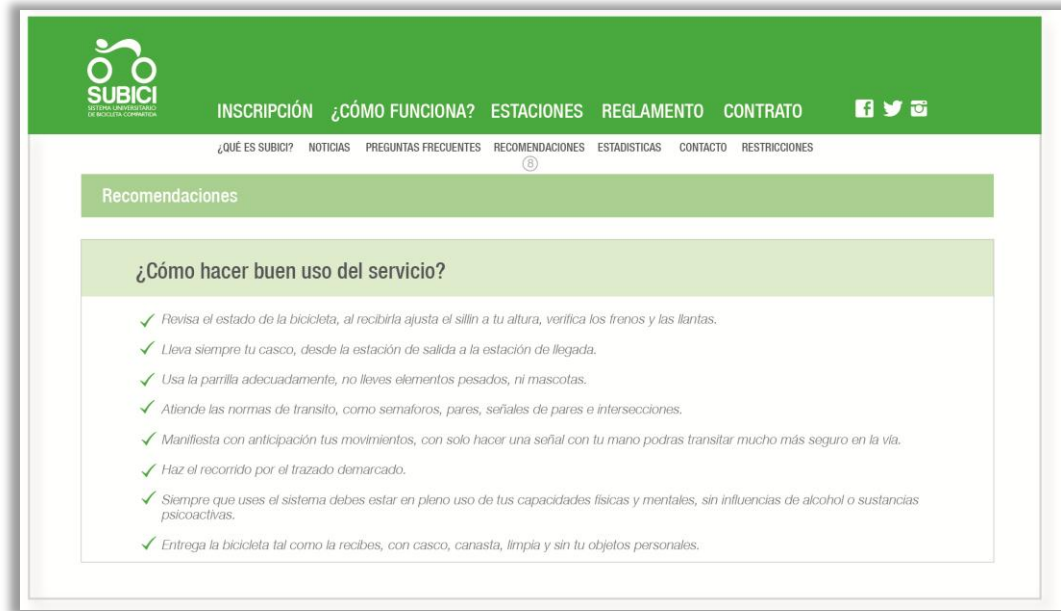 SUBICI
SISTEMA UNIVERSITARIO
DE BICICLETA COMPARTIDA
INSCRIPCIÓN ¿CÓMO FUNCIONA? ESTACIONES REGLAMENTO CONTRATO
¿QUÉ ES SUBICI? NOTICIAS PREGUNTAS FRECUENTES RECOMENDACIONES ESTADISTICAS CONTACTO RESTRICCIONES
8
Recomendaciones
¿Cómo hacer buen uso del servicio?
Revisa el estado de la bicicleta, al recibirla ajusta el sillin a tu altura, verifica los frenos y las llantas.
Lleva siempre tu casco, desde la estación de salida a la estación de llegada.
Usa la parrilla adecuadamente, no lleves elementos pesados, ni mascotas.
Atiende las normas de transito, como semaforos, pares, señales de pares e intersecciones.
Manifiesta con anticipación tus movimientos, con solo hacer una señal con tu mano podras transitar mucho más seguro en la vía.
Haz el recorrido por el trazado demarcado.
Siempre que uses el sistema debes estar en pleno uso de tus capacidades físicas y mentales, sin influencias de alcohol o sustancias
psicoactivas.
Entrega la bicicleta tal como la recibes, con casco, canasta, limpia y sin tu objetos personales.